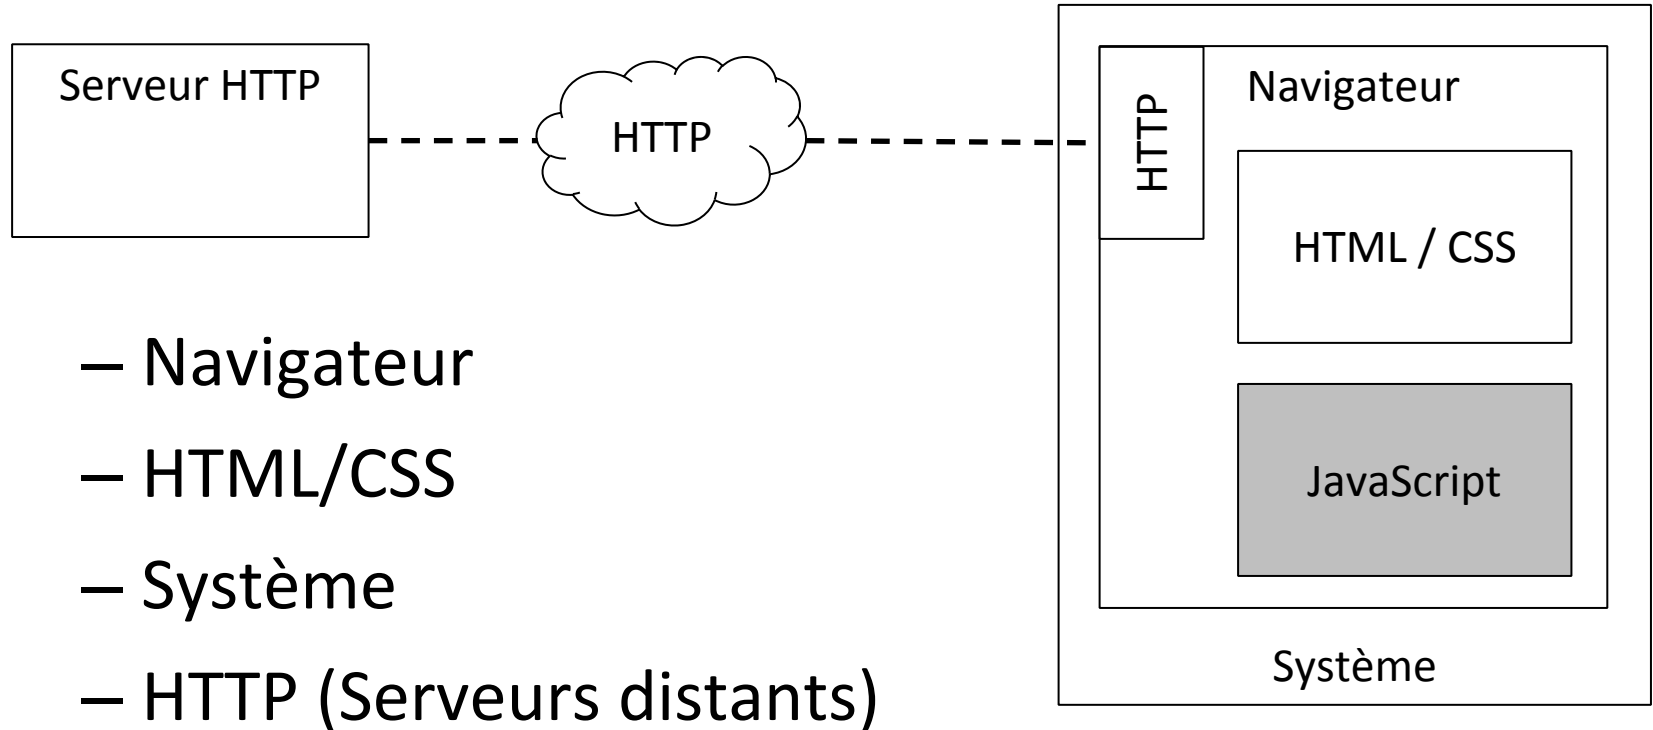 Serveur HTTP
HTTP
HTTP
Navigateur
HTML / CSS
JavaScript
Système
– Navigateur
– HTML/CSS
– Système
– HTTP (Serveurs distants)